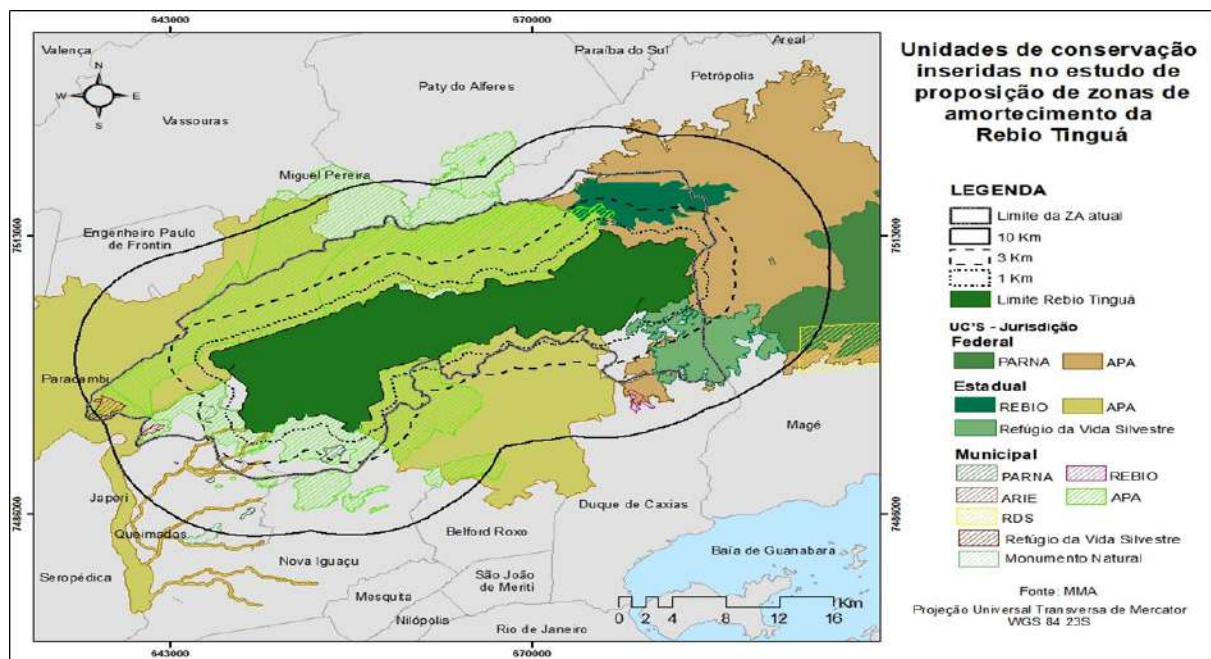 643000
670000
Valença
Paraíba do Sul
Areal
Petrópolis
Paty do Alferes
Vassouras
N
W
E
S
Miguel Pereira
7513000
7513000
Engenheiro Paulo
de Frontin
Paracambi
Magé
Japeri
7486000
7486000
Duque de Caxias
Queimados
Belford Roxo
Baía de Guanabara
Nova Iguaçu
Seropédica
São João
de Meriti
Mesquita
Nilópolis
Rio de Janeiro
Km
0 2 4 8 12 16
643000
670000
Unidades de conservação
inseridas no estudo de
proposição de zonas de
amortecimento da
Rebio Tinguá
LEGENDA
Limite da ZA atual
10 Km
3 Km
1 Km
Limite Rebio Tinguá
UC'S - Jurisdição
Federal
PARNA APA
Estadual
REBIO APA
Refúgio da Vida Silvestre
Municipal
PARNA REBIO
ARIE APA
RDS
Refúgio da Vida Silvestre
Monumento Natural
Fonte: MMA
Projeção Universal Transversa de Mercator
WGS 84 23S